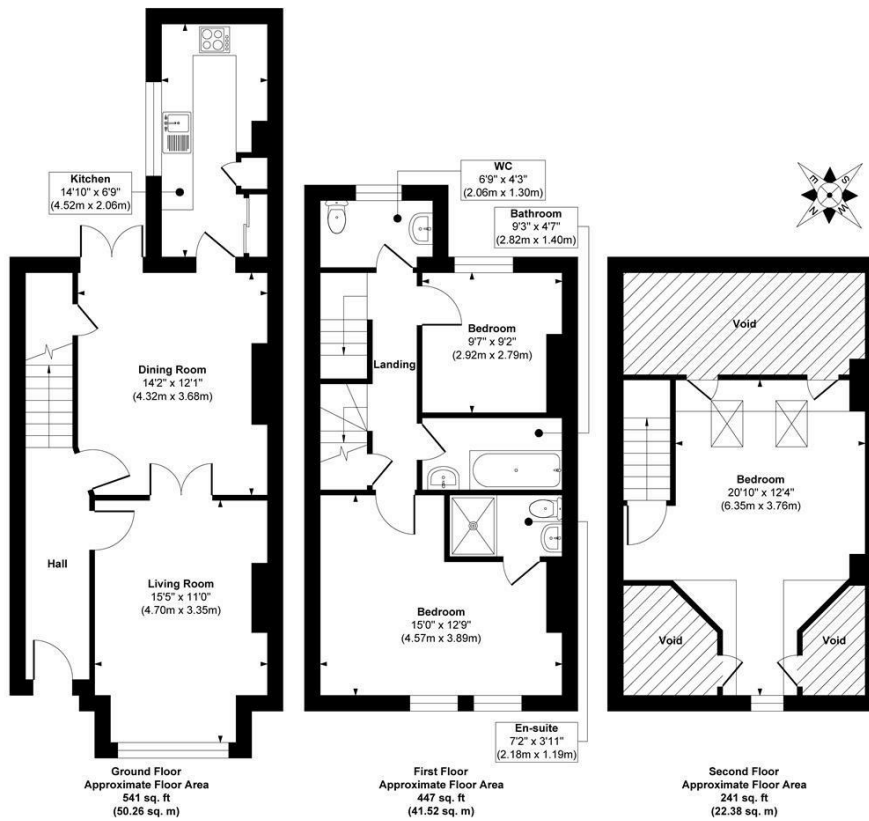 Kitchen
14'10" x 6'9"
(4.52m x 2.06m)
Dining Room
14'2" x 12'1"
(4.32m x 3.68m)
Hall
Living Room
15'5" x 11'0"
(4.70m x 3.35m)
Ground Floor
Approximate Floor Area
541 sq. ft
(50.26 sq. m)
WC
6'9" x 4'3"
(2.06m x 1.30m)
Bathroom
9'3" x 4'7"
(2.82m x 1.40m)
Bedroom
9'7" x 9'2"
(2.92m x 2.79m)
Landing
Bedroom
15'0" x 12'9"
(4.57m x 3.89m)
En-suite
7'2" x 3'11"
(2.18m x 1.19m)
First Floor
Approximate Floor Area
447 sq. ft
(41.52 sq. m)
E
S
N
W
Void
Bedroom
20'10" x 12'4"
(6.35m x 3.76m)
Void
Void
Second Floor
Approximate Floor Area
241 sq. ft
(22.38 sq. m)